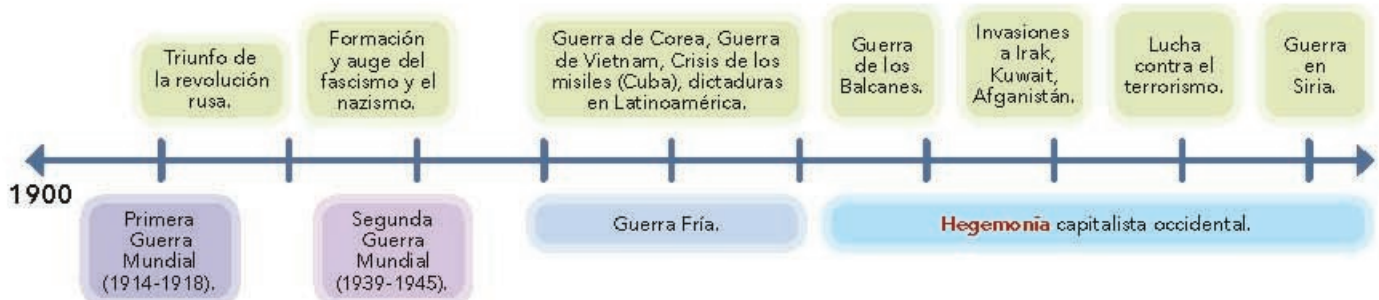 Triunfo de
la revolución
rusa.
Formación
y auge del
fascismo y el
nazismo.
Guerra de Corea, Guerra
de Vietnam, Crisis de los
misiles (Cuba), dictaduras
en Latinoamérica.
Guerra
de los
Balcanes.
Invasiones
a Irak,
Kuwait,
Afganistán.
Lucha
contra el
terrorismo.
Guerra
en
Siria.
1900
Primera
Guerra
Mundial
(1914-1918).
Segunda
Guerra
Mundial
(1939-1945).
Guerra Fría.
Hegemonía capitalista occidental.